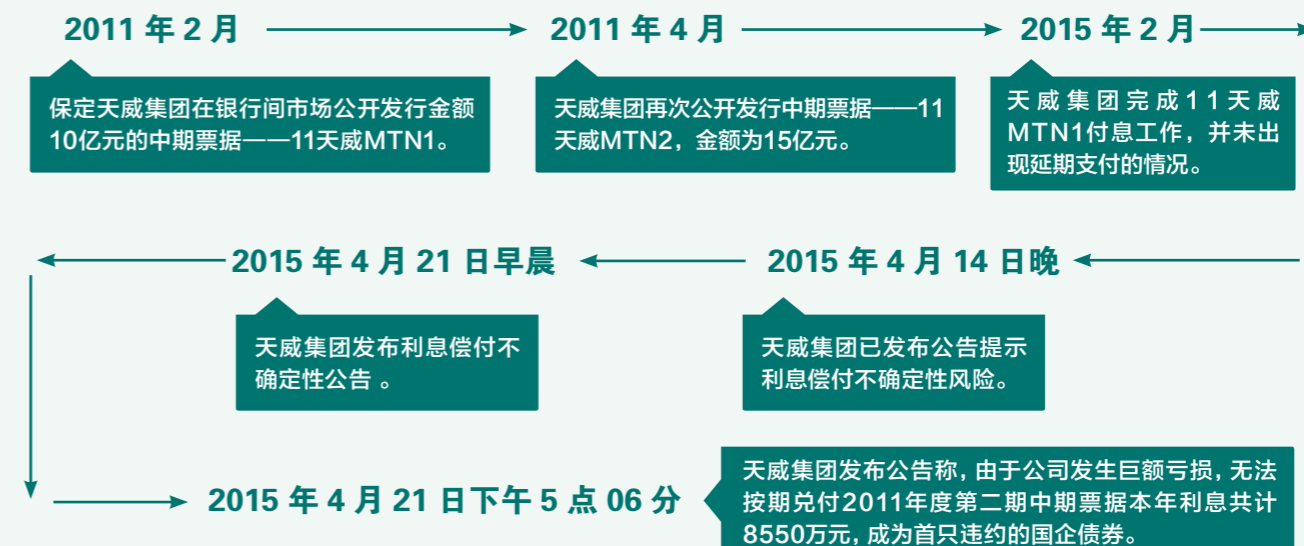 2011 年 2 月
保定天威集团在银行间市场公开发行金额
10亿元的中期票据——11天威MTN1。
2011 年 4 月
天威集团再次公开发行中期票据——11
天威MTN2，金额为15亿元。
2015 年 2 月
天威集团完成11天威
MTN1付息工作，并未出
现延期支付的情况。
2015 年 4 月 14 日晚
天威集团已发布公告提示
利息偿付不确定性风险。
2015 年 4 月 21 日早晨
天威集团发布利息偿付不
确定性公告 。
2015 年 4 月 21 日下午 5 点 06 分
天威集团发布公告称，由于公司发生巨额亏损，无法
按期兑付2011年度第二期中期票据本年利息共计
8550万元，成为首只违约的国企债券。